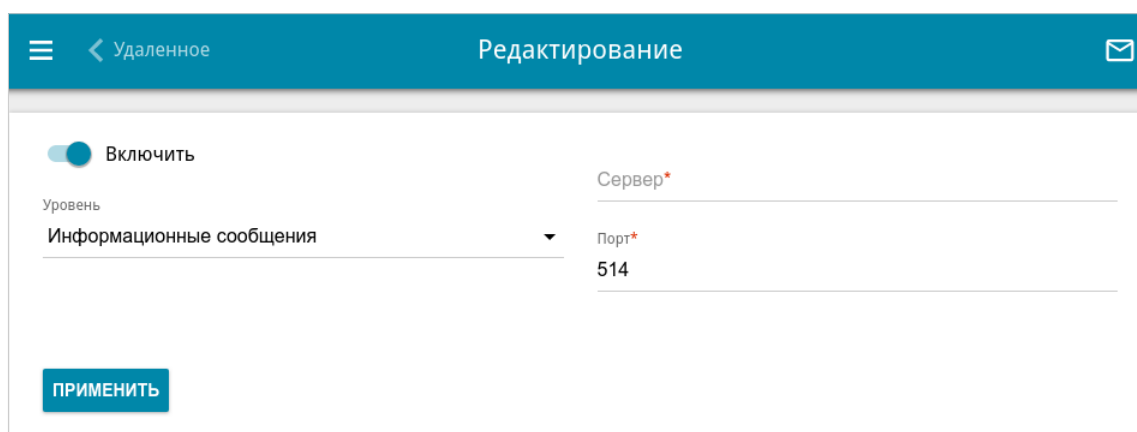 Удаленное
Редактирование
Включить
Уровень
Информационные сообщения
Сервер*
Порт*
514
ПРИМЕНИТЬ